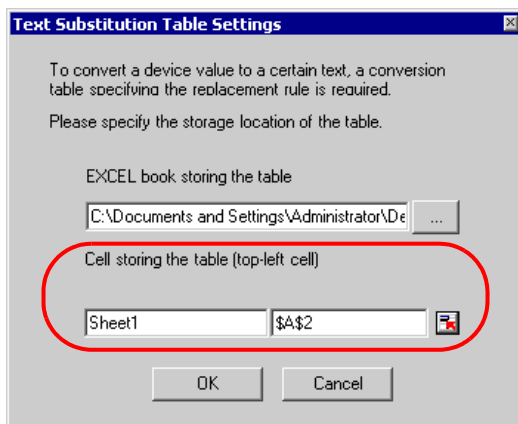 Text Substitution Table Settings
To convert a device value to a certain text, a conversion
table specifying the replacement rule is required.
Please specify the storage location of the table.
EXCEL book storing the table
C:\Documents and Settings\Administrator\De ...
Cell storing the table (top-left cell)
Sheet1 $A$2
OK Cancel